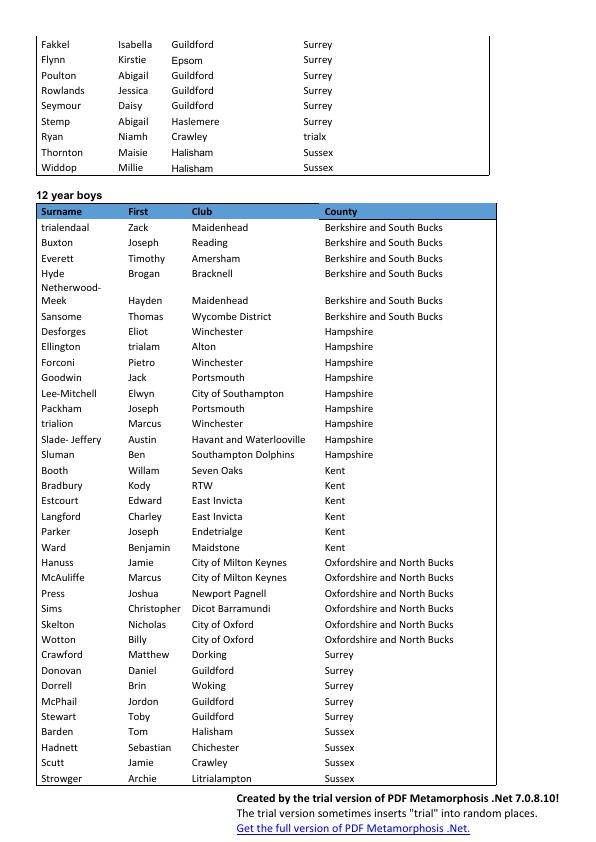 Fakkel Isabella Guildford Surrey
Flynn Kirstie Epsom Surrey
Poulton Abigail Guildford Surrey
Rowlands Jessica Guildford Surrey
Seymour Daisy Guildford Surrey
Stemp Abigail Haslemere Surrey
Ryan Niamh Crawley trialx
Thornton Maisie Halisham Sussex
Widdop Millie Halisham Sussex
12 year boys
Surname First Club County
trialendaal Zack Maidenhead Berkshire and South Bucks
Buxton Joseph Reading Berkshire and South Bucks
Everett Timothy Amersham Berkshire and South Bucks
Hyde Brogan Bracknell Berkshire and South Bucks
Netherwood-
Meek Hayden Maidenhead Berkshire and South Bucks
Sansome Thomas Wycombe District Berkshire and South Bucks
Desforges Eliot Winchester Hampshire
Ellington trialam Alton Hampshire
Forconi Pietro Winchester Hampshire
Goodwin Jack Portsmouth Hampshire
Lee-Mitchell Elwyn City of Southampton Hampshire
Packham Joseph Portsmouth Hampshire
trialion Marcus Winchester Hampshire
Slade- Jeffery Austin Havant and Waterlooville Hampshire
Sluman Ben Southampton Dolphins Hampshire
Booth Willam Seven Oaks Kent
Bradbury Kody RTW Kent
Estcourt Edward East Invicta Kent
Langford Charley East Invicta Kent
Parker Joseph Endetrialge Kent
Ward Benjamin Maidstone Kent
Hanuss Jamie City of Milton Keynes Oxfordshire and North Bucks
McAuliffe Marcus City of Milton Keynes Oxfordshire and North Bucks
Press Joshua Newport Pagnell Oxfordshire and North Bucks
Sims Christopher Dicot Barramundi Oxfordshire and North Bucks
Skelton Nicholas City of Oxford Oxfordshire and North Bucks
Wotton Billy City of Oxford Oxfordshire and North Bucks
Crawford Matthew Dorking Surrey
Donovan Daniel Guildford Surrey
Dorrell Brin Woking Surrey
McPhail Jordon Guildford Surrey
Stewart Toby Guildford Surrey
Barden Tom Halisham Sussex
Hadnett Sebastian Chichester Sussex
Scutt Jamie Crawley Sussex
Strowger Archie Litrialampton Sussex
Created by the trial version of PDF Metamorphosis .Net 7.0.8.10!
The trial version sometimes inserts "trial" into random places.
Get the full version of PDF Metamorphosis .Net.